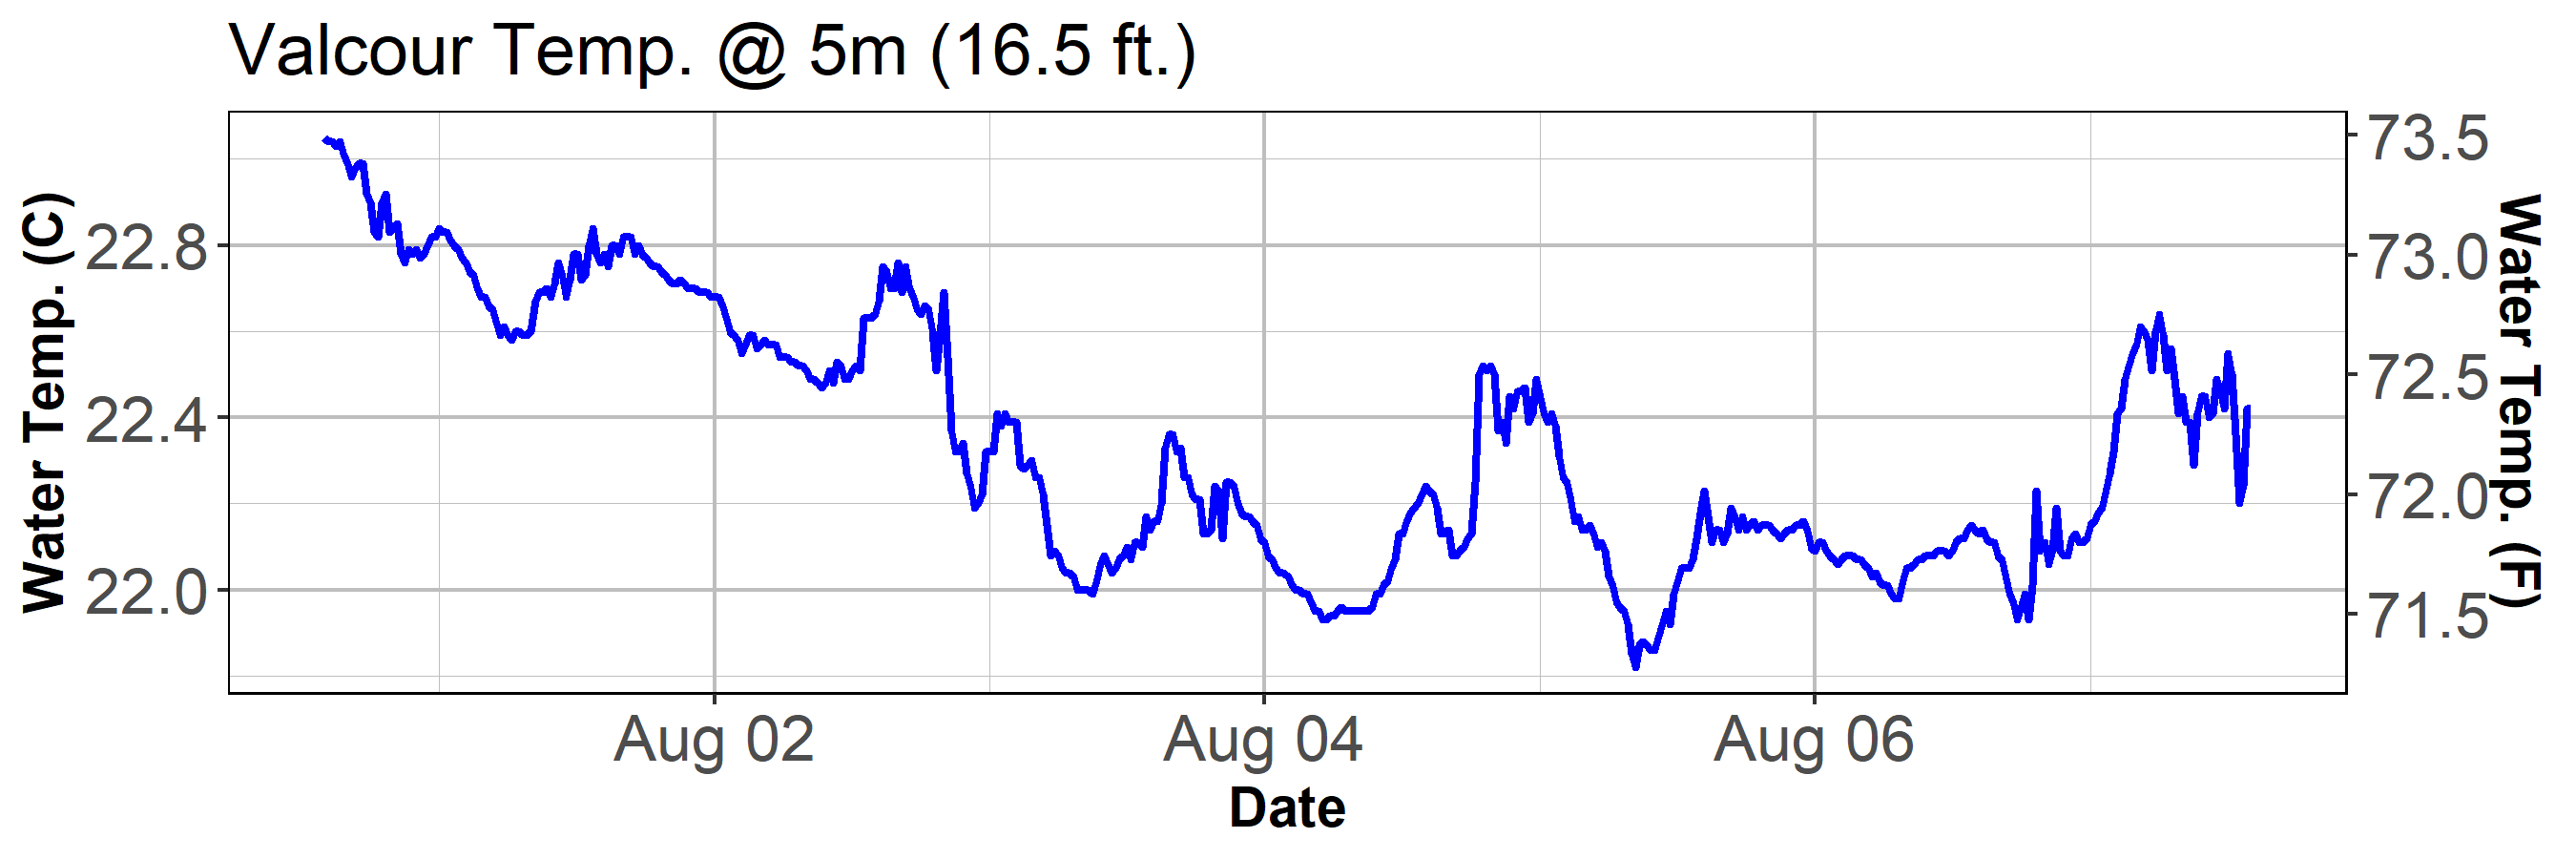 Valcour Temp. @ 5m (16.5 ft.)
Water Temp. (C)
22.8
22.4
22.0
73.5
73.0
72.5
72.0
71.5
Water Temp. (F)
Aug 02
Aug 04
Aug 06
Date